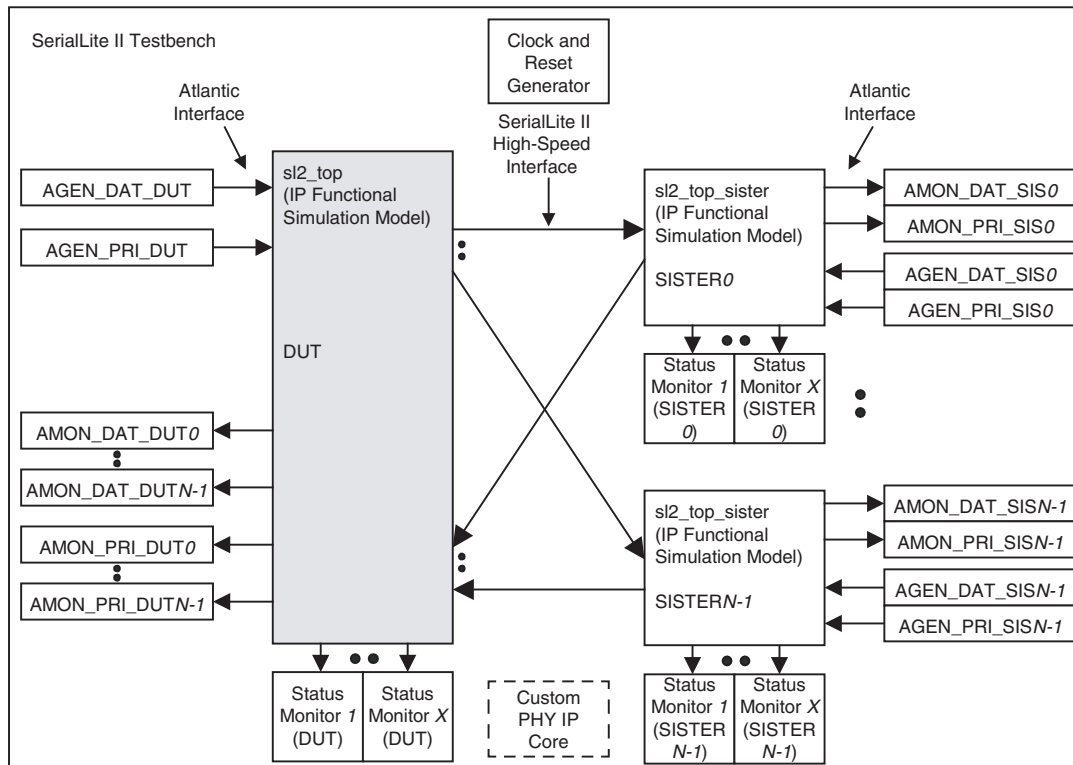 SerialLite II Testbench
Clock and
Reset
Generator
Atlantic
Interface
SerialLite II
High-Speed
Interface
Atlantic
Interface
AGEN_DAT_DUT
AGEN_PRI_DUT
sl2_top
(IP Functional
Simulation Model)
DUT
AMON_DAT_DUT0
AMON_DAT_DUTN-1
AMON_PRI_DUT0
AMON_PRI_DUTN-1
Status
Monitor 1
(DUT)
Status
Monitor X
(DUT)
Custom
PHY IP
Core
sl2_top_sister
(IP Functional
Simulation Model)
SISTER0
AMON_DAT_SIS0
AMON_PRI_SIS0
AGEN_DAT_SIS0
AGEN_PRI_SIS0
Status
Monitor 1
(SISTER
0)
Status
Monitor X
(SISTER
0)
sl2_top_sister
(IP Functional
Simulation Model)
SISTERN-1
AMON_DAT_SISN-1
AMON_PRI_SISN-1
AGEN_DAT_SISN-1
AGEN_PRI_SISN-1
Status
Monitor 1
(SISTER
N-1)
Status
Monitor X
(SISTER
N-1)